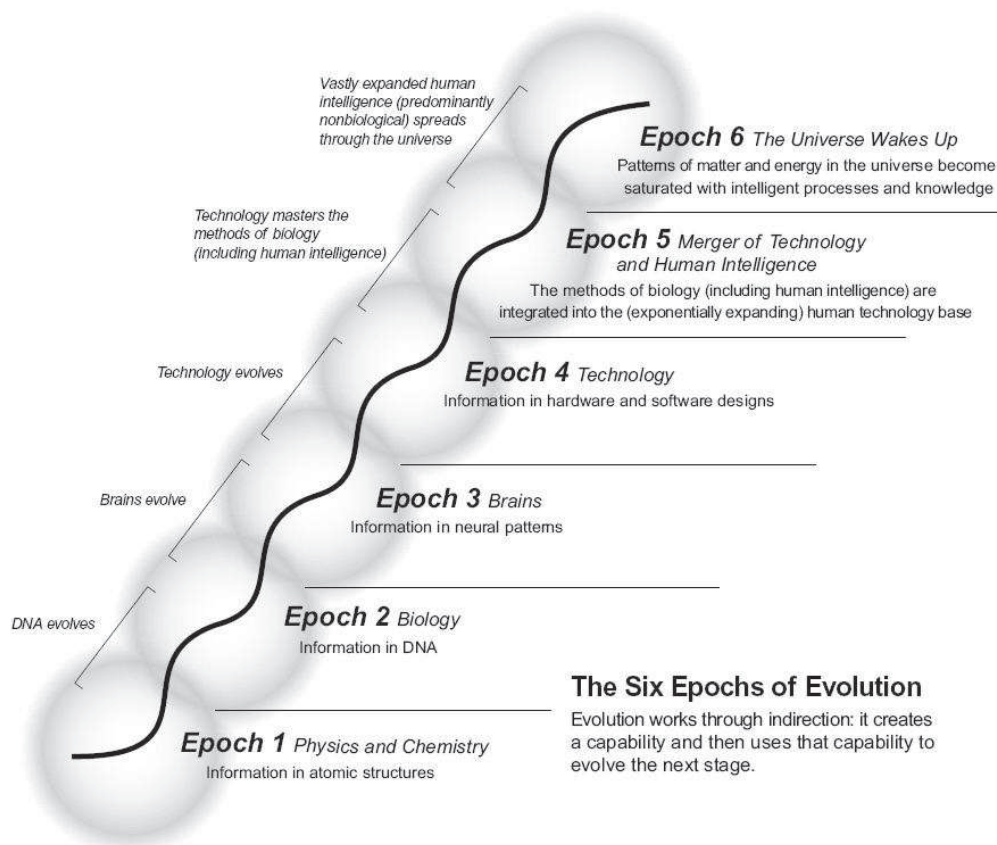 Vastly expanded human
intelligence (predominantly
nonbiological) spreads
through the universe
Epoch 6 The Universe Wakes Up
Patterns of matter and energy in the universe become
saturated with intelligent processes and knowledge
Technology masters the
methods of biology
(including human intelligence)
Epoch 5 Merger of Technology
and Human Intelligence
The methods of biology (including human intelligence) are
integrated into the (exponentially expanding) human technology base
Technology evolves
Epoch 4 Technology
Information in hardware and software designs
Brains evolve
Epoch 3 Brains
Information in neural patterns
DNA evolves
Epoch 2 Biology
Information in DNA
Epoch 1 Physics and Chemistry
Information in atomic structures
The Six Epochs of Evolution
Evolution works through indirection: it creates
a capability and then uses that capability to
evolve the next stage.